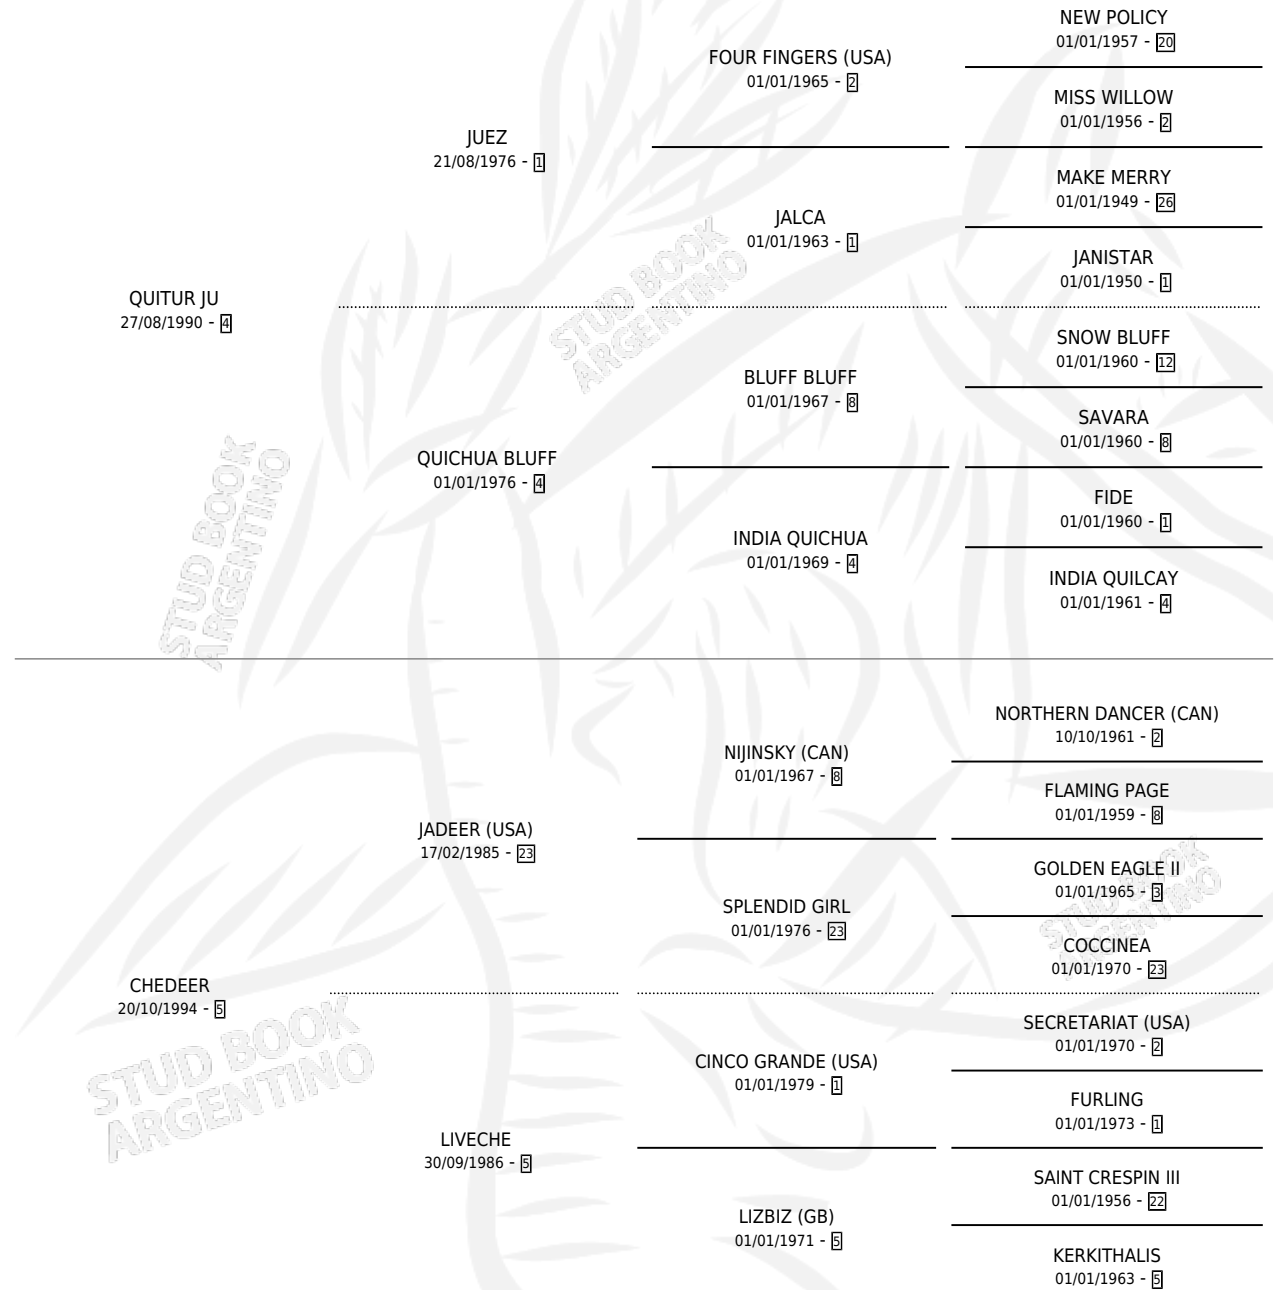 NEW POLICY
01/01/1957 - 20
FOUR FINGERS (USA)
01/01/1965 - 2
MISS WILLOW
01/01/1956 - 2
JUEZ
21/08/1976 - 1
MAKE MERRY
01/01/1949 - 26
JALCA
01/01/1963 - 1
JANISTAR
01/01/1950 - 1
QUITUR JU
27/08/1990 - 4
SNOW BLUFF
01/01/1960 - 12
BLUFF BLUFF
01/01/1967 - 8
SAVARA
01/01/1960 - 8
QUICHUA BLUFF
01/01/1976 - 4
FIDE
01/01/1960 - 1
INDIA QUICHUA
01/01/1969 - 4
INDIA QUILCAY
01/01/1961 - 4
NORTHERN DANCER (CAN)
10/10/1961 - 2
NIJINSKY (CAN)
01/01/1967 - 8
FLAMING PAGE
01/01/1959 - 8
JADEER (USA)
17/02/1985 - 23
GOLDEN EAGLE II
01/01/1965 - 3
SPLENDID GIRL
01/01/1976 - 23
COCCINEA
01/01/1970 - 23
CHEDEER
20/10/1994 - 5
SECRETARIAT (USA)
01/01/1970 - 2
CINCO GRANDE (USA)
01/01/1979 - 1
FURLING
01/01/1973 - 1
LIVECHE
30/09/1986 - 5
SAINT CRESPIN III
01/01/1956 - 22
LIZBIZ (GB)
01/01/1971 - 5
KERKITHALIS
01/01/1963 - 5
STUD BOOK
ARGENTINO
STUD BOOK
ARGENTINO
STUD BOOK
ARGENTINO
STUD BOOK
ARGENTINO